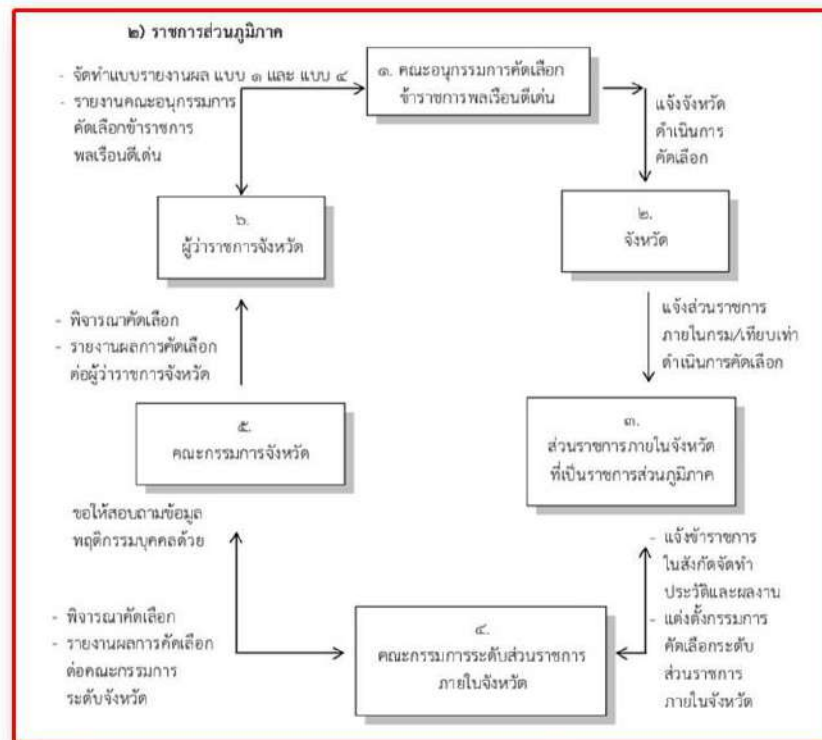 ๒) ราชการส่วนภูมิภาค
- จัดทำแบบรายงานผล แบบ ๑ และ แบบ ๔
- รายงานคณะอนุกรรมการ
คัดเลือกข้าราชการ
พลเรือนดีเด่น
๑. คณะอนุกรรมการคัดเลือก
ข้าราชการพลเรือนดีเด่น
แจ้งจังหวัด
ดำเนินการ
คัดเลือก
๒.
จังหวัด
แจ้งส่วนราชการ
ภายในกรม/เทียบเท่า
ดำเนินการคัดเลือก
๓.
ส่วนราชการภายในจังหวัด
ที่เป็นราชการส่วนภูมิภาค
- แจ้งข้าราชการ
ในสังกัดจัดทำ
ประวัติและผลงาน
- แต่งตั้งกรรมการ
คัดเลือกระดับ
ส่วนราชการ
ภายในจังหวัด
๔.
คณะกรรมการระดับส่วนราชการ
ภายในจังหวัด
ขอให้สอบถามข้อมูล
พฤติกรรมบุคคลด้วย
- พิจารณาคัดเลือก
- รายงานผลการคัดเลือก
ต่อคณะกรรมการ
ระดับจังหวัด
๕.
คณะกรรมการจังหวัด
- พิจารณาคัดเลือก
- รายงานผลการคัดเลือก
ต่อผู้ว่าราชการจังหวัด
๖.
ผู้ว่าราชการจังหวัด